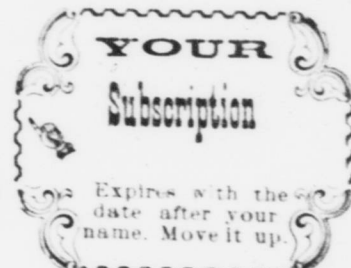 YOUR
Subscription
Expires with the
date after your
name. Move it up.